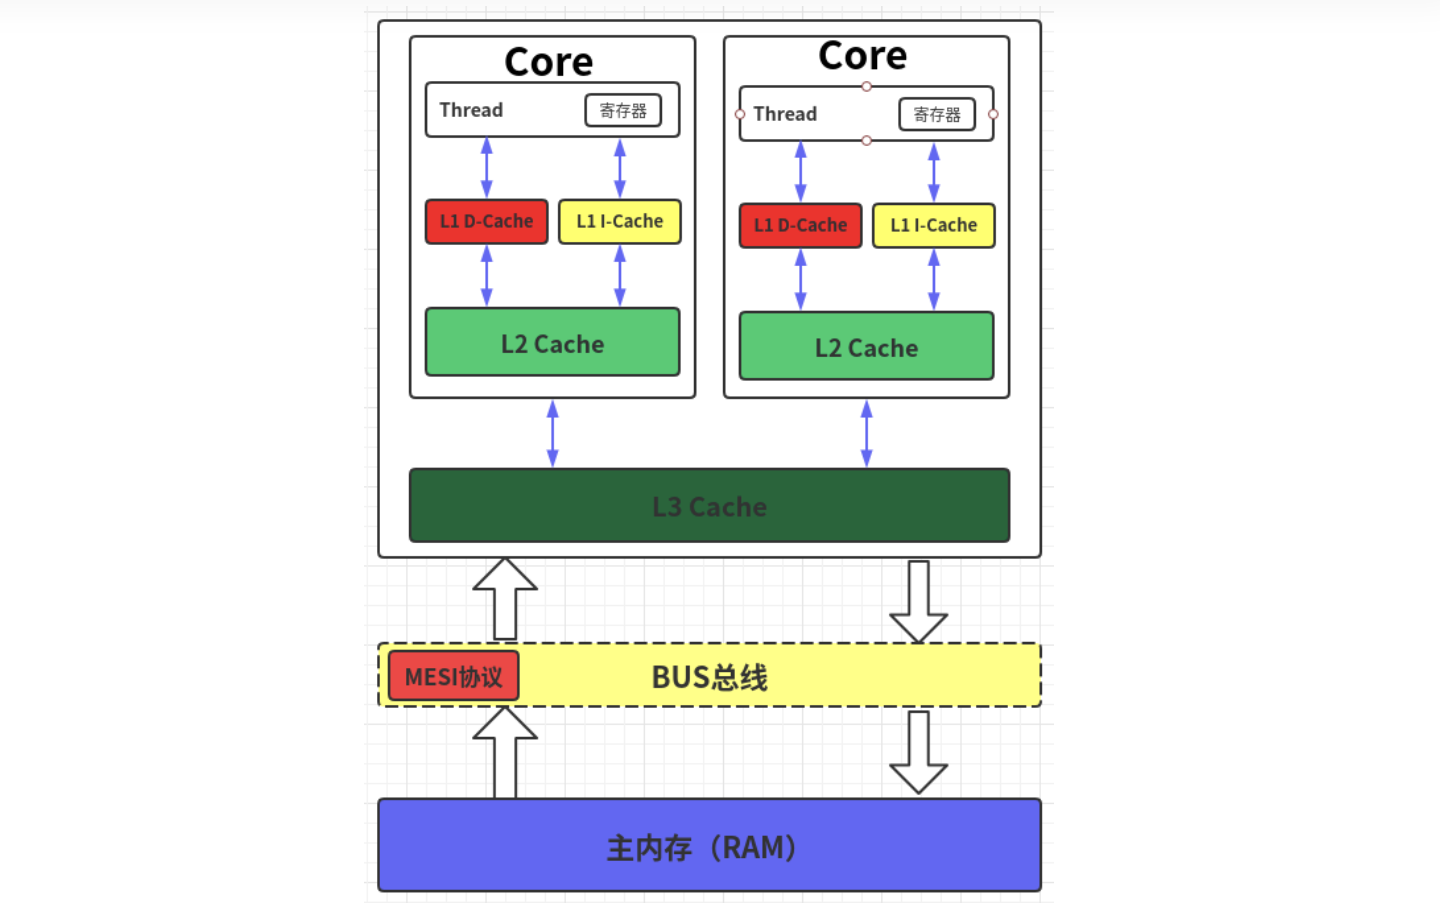 Core
Core
Thread
寄存器
Thread
寄存器
L1 D-Cache
L1 I-Cache
L1 D-Cache
L1 I-Cache
L2 Cache
L2 Cache
L3 Cache
MESI协议
BUS总线
主内存（RAM）